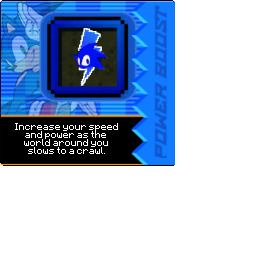 POWER BOOST
Increase your speed
and power as the
world around you
slows to a crawl.